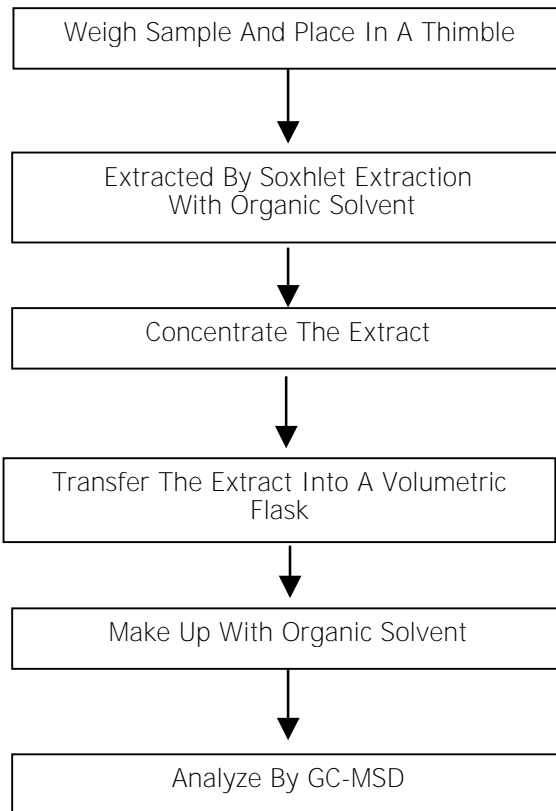 Weigh Sample And Place In A Thimble
Extracted By Soxhlet Extraction
With Organic Solvent
Concentrate The Extract
Transfer The Extract Into A Volumetric
Flask
Make Up With Organic Solvent
Analyze By GC-MSD